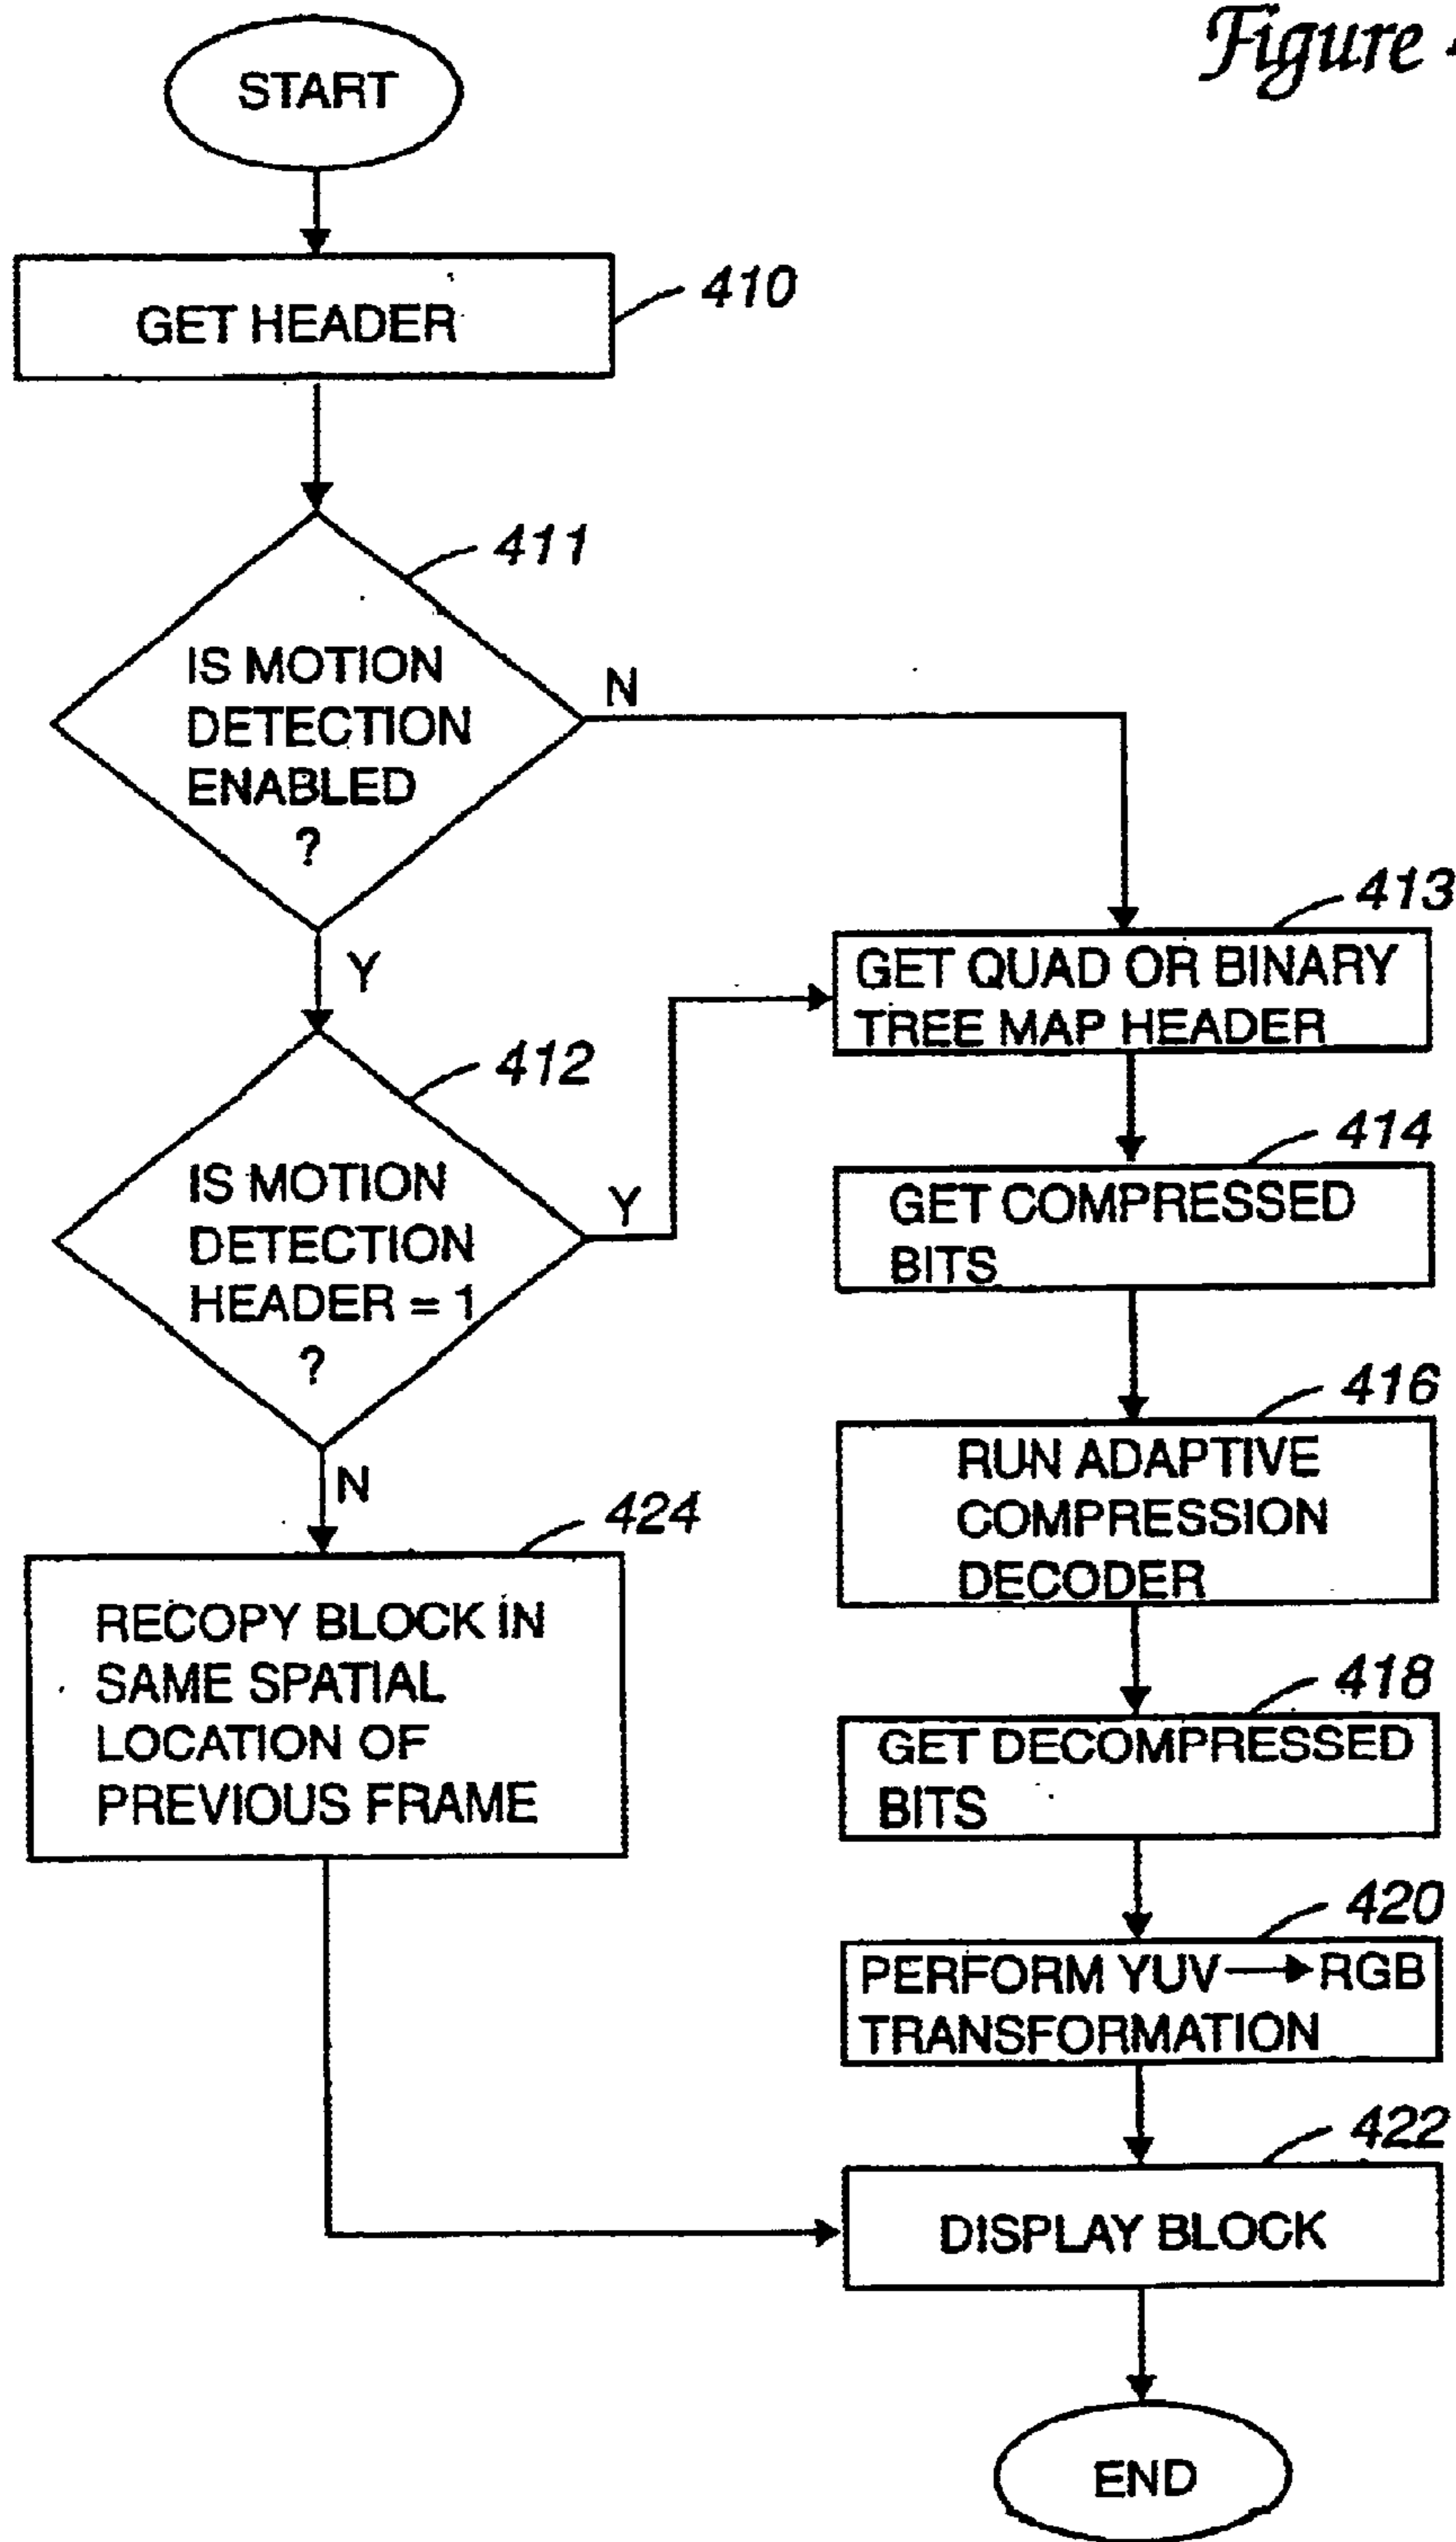 Figure
START
GET HEADER
410
411
IS MOTION
DETECTION
ENABLED
?
N
Y
412
IS MOTION
DETECTION
HEADER = 1
?
Y
N
424
RECOPY BLOCK IN
SAME SPATIAL
LOCATION OF
PREVIOUS FRAME
413
GET QUAD OR BINARY
TREE MAP HEADER
414
GET COMPRESSED
BITS
416
RUN ADAPTIVE
COMPRESSION
DECODER
418
GET DECOMPRESSED
BITS
420
PERFORM YUV → RGB
TRANSFORMATION
422
DISPLAY BLOCK
END